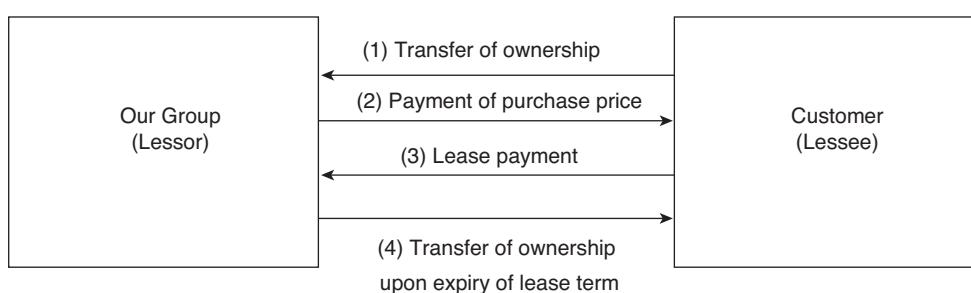 (1) Transfer of ownership
(2) Payment of purchase price
Our Group
(Lessor)
Customer
(Lessee)
(3) Lease payment
(4) Transfer of ownership
upon expiry of lease term